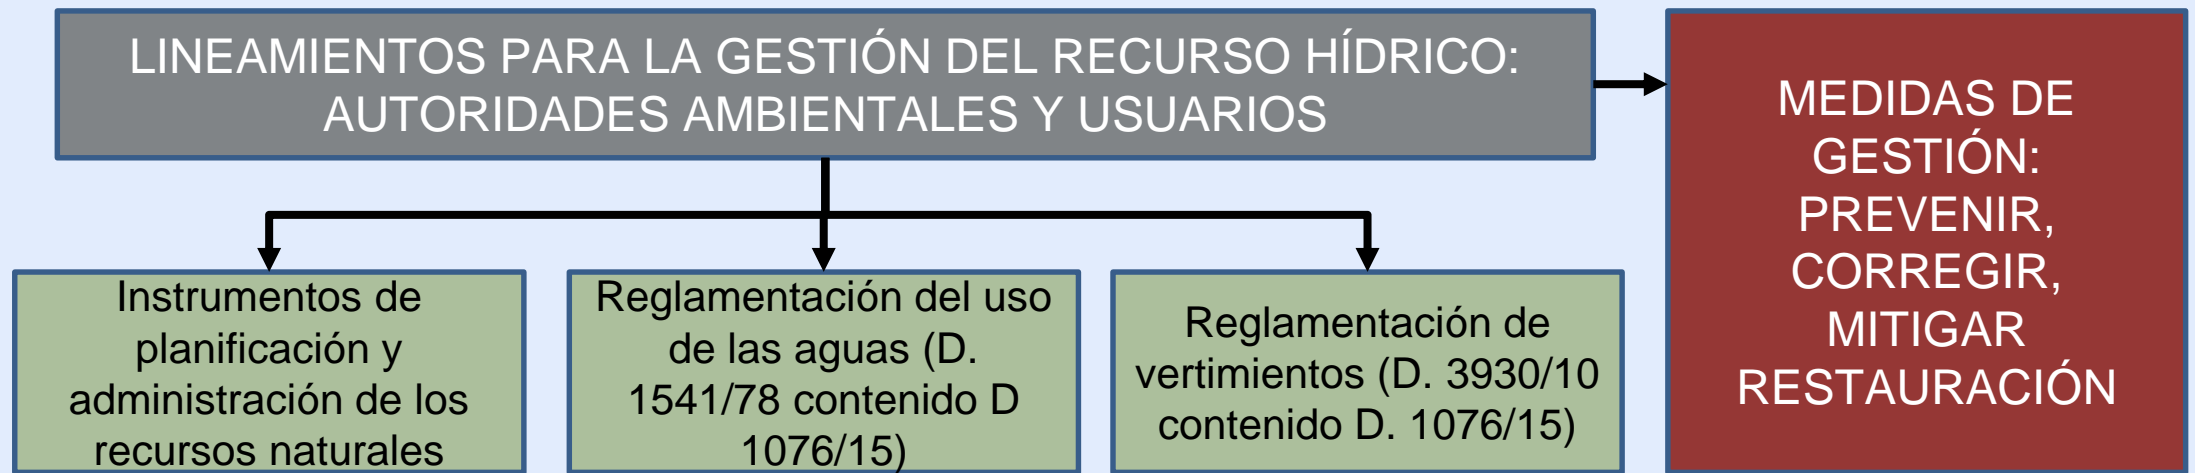 LINEAMIENTOS PARA LA GESTIÓN DEL RECURSO HÍDRICO:
AUTORIDADES AMBIENTALES Y USUARIOS
MEDIDAS DE
GESTIÓN:
PREVENIR,
CORREGIR,
MITIGAR
RESTAURACIÓN
Instrumentos de
planificación y
administración de los
recursos naturales
Reglamentación del uso
de las aguas (D.
1541/78 contenido D
1076/15)
Reglamentación de
vertimientos (D. 3930/10
contenido D. 1076/15)